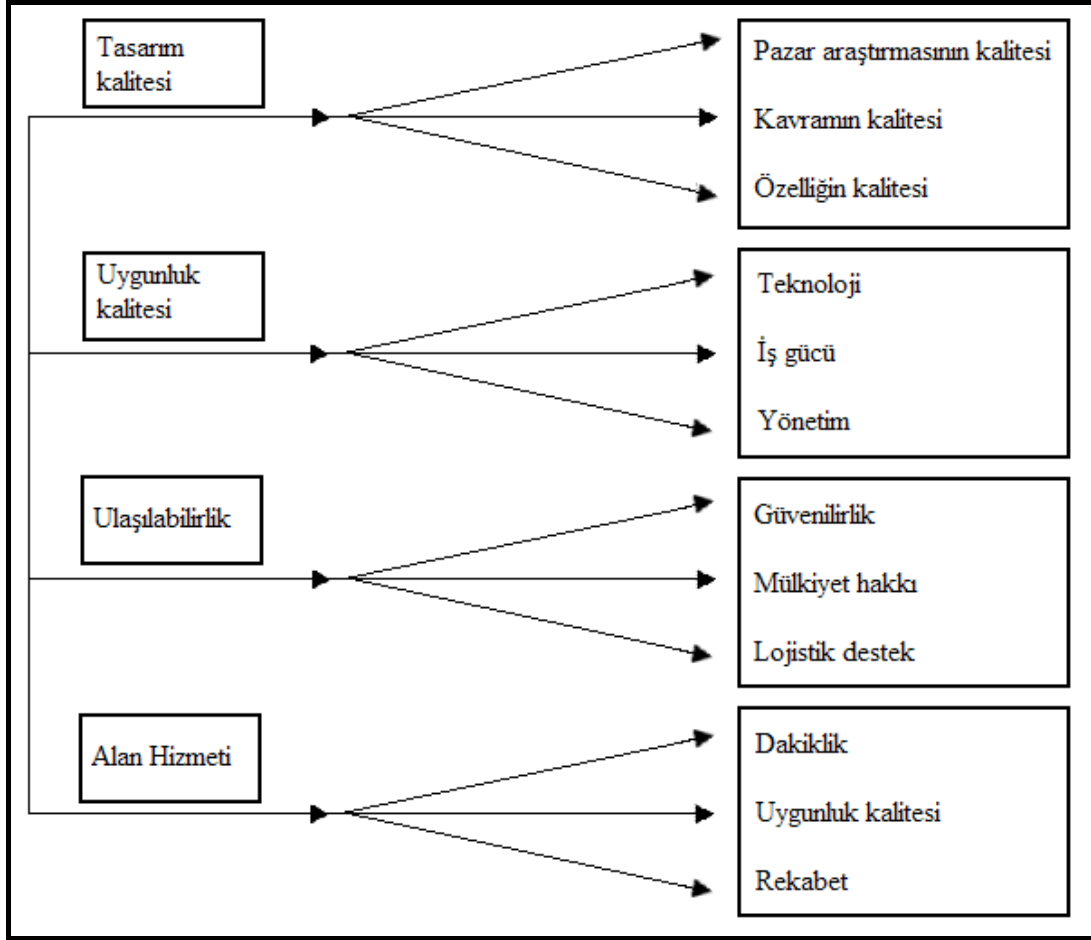 Tasarım
kalitesi
Pazar araştırmasının kalitesi
Kavramın kalitesi
Özelliğin kalitesi
Uygunluk
kalitesi
Teknoloji
İş gücü
Yönetim
Ulaşılabilirlik
Güvenilirlik
Mülkiyet hakkı
Lojistik destek
Alan Hizmeti
Dakiklik
Uygunluk kalitesi
Rekabet